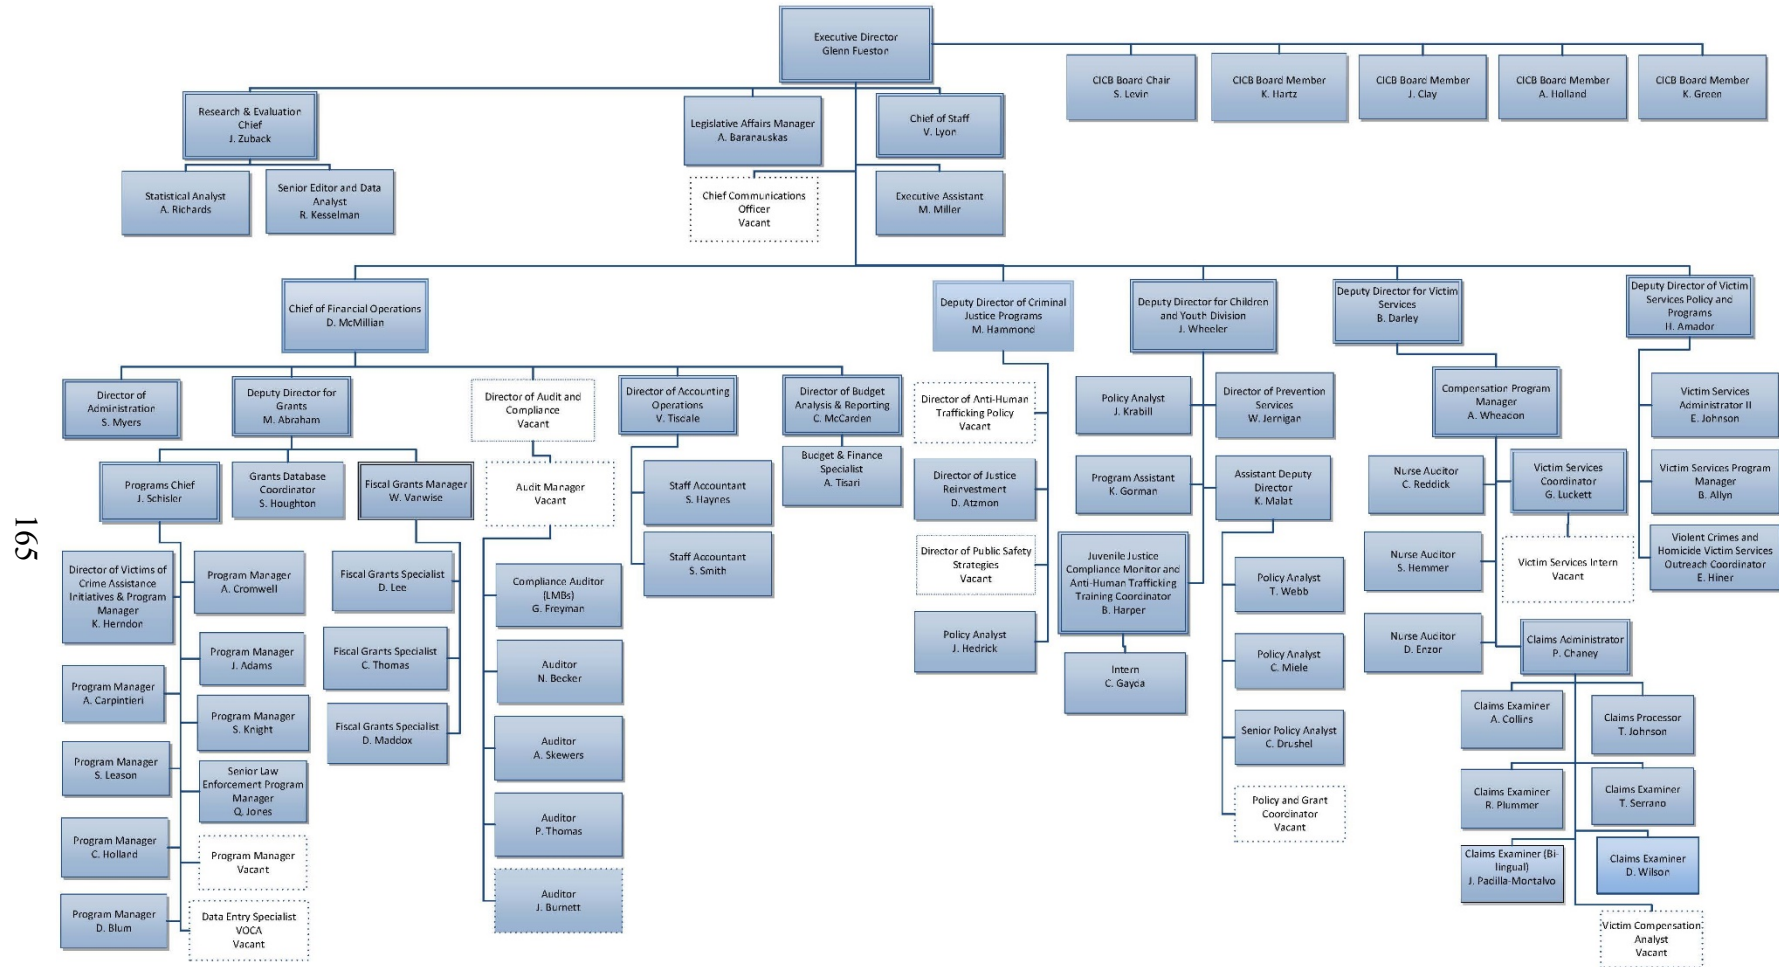 Executive Director
Glenn Fueston
CICB Board Chair
S. Levin
CICB Board Member
K. Hartz
CICB Board Member
J. Clay
CICB Board Member
A. Holland
CICB Board Member
K. Green
Research & Evaluation
Chief
J. Zuback
Legislative Affairs Manager
A. Baranauskas
Chief of Staff
V. Lyon
Statistical Analyst
A. Richards
Senior Editor and Data
Analyst
R. Kesselman
Chief Communications
Officer
Vacant
Executive Assistant
M. Miller
Chief of Financial Operations
D. McMillian
Deputy Director of Criminal
Justice Programs
M. Hammond
Deputy Director for Children
and Youth Division
J. Wheeler
Deputy Director for Victim
Services
B. Darley
Deputy Director of Victim
Services Policy and
Programs
H. Amador
Director of
Administration
S. Myers
Deputy Director for
Grants
M. Abraham
Director of Audit and
Compliance
Vacant
Director of Accounting
Operations
V. Tiscale
Director of Budget
Analysis & Reporting
C. McCarden
Programs Chief
J. Schisler
Grants Database
Coordinator
S. Houghton
Fiscal Grants Manager
W. Vanwise
Audit Manager
Vacant
Staff Accountant
S. Haynes
Staff Accountant
S. Smith
Budget & Finance
Specialist
A. Tisari
Director of Victims of
Crime Assistance
Initiatives & Program
Manager
K. Herndon
Program Manager
A. Cromwell
Program Manager
J. Adams
Program Manager
A. Carpintieri
Program Manager
S. Knight
Program Manager
S. Leason
Senior Law
Enforcement Program
Manager
Q. Jones
Program Manager
C. Holland
Program Manager
Vacant
Program Manager
D. Blum
Data Entry Specialist
VOCA
Vacant
Fiscal Grants Specialist
D. Lee
Fiscal Grants Specialist
C. Thomas
Fiscal Grants Specialist
D. Maddox
Compliance Auditor
(LMBs)
G. Freyman
Auditor
N. Becker
Auditor
A. Skewers
Auditor
P. Thomas
Auditor
J. Burnett
Director of Anti-Human
Trafficking Policy
Vacant
Director of Justice
Reinvestment
D. Atzmon
Director of Public Safety
Strategies
Vacant
Policy Analyst
J. Hedrick
Policy Analyst
J. Krabill
Director of Prevention
Services
W. Jernigan
Program Assistant
K. Gorman
Assistant Deputy
Director
K. Malat
Juvenile Justice
Compliance Monitor and
Anti-Human Trafficking
Training Coordinator
B. Harper
Intern
C. Gayda
Policy Analyst
T. Webb
Policy Analyst
C. Miele
Senior Policy Analyst
C. Drushel
Policy and Grant
Coordinator
Vacant
Compensation Program
Manager
A. Wheadon
Nurse Auditor
C. Reddick
Victim Services
Coordinator
G. Luckett
Nurse Auditor
S. Hemmer
Victim Services Intern
Vacant
Nurse Auditor
D. Enzor
Claims Administrator
P. Chaney
Claims Examiner
A. Collins
Claims Processor
T. Johnson
Claims Examiner
R. Plummer
Claims Examiner
T. Serrano
Claims Examiner (Bi-
lingual)
J. Padilla-Montalvo
Claims Examiner
D. Wilson
Victim Compensation
Analyst
Vacant
Victim Services
Administrator II
E. Johnson
Victim Services Program
Manager
B. Allyn
Violent Crimes and
Homicide Victim Services
Outreach Coordinator
E. Hiner
165